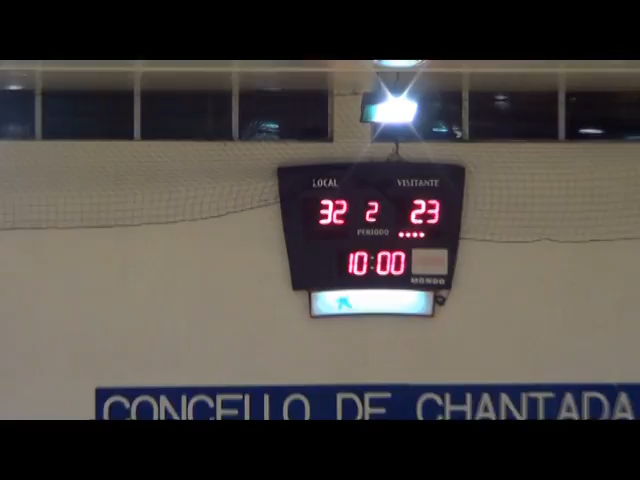 LOCAL VISITANTE
32 2 23
PERIODO
10:00
MONDO
CONCELLO DE CHANTADA